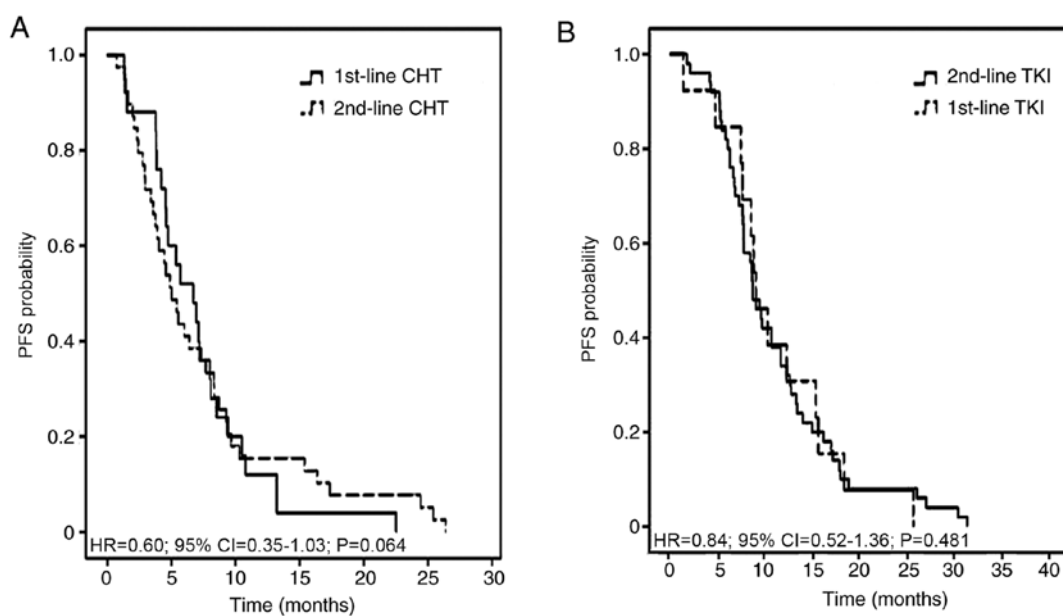 A
1st-line CHT
2nd-line CHT
1.0
0.8
0.6
0.4
0.2
0
PFS probability
HR=0.60; 95% CI=0.35-1.03; P=0.064
0 5 10 15 20 25 30
Time (months)
B
2nd-line TKI
1st-line TKI
1.0
0.8
0.6
0.4
0.2
0
PFS probability
HR=0.84; 95% CI=0.52-1.36; P=0.481
0 5 10 15 20 25 30 35 40
Time (months)